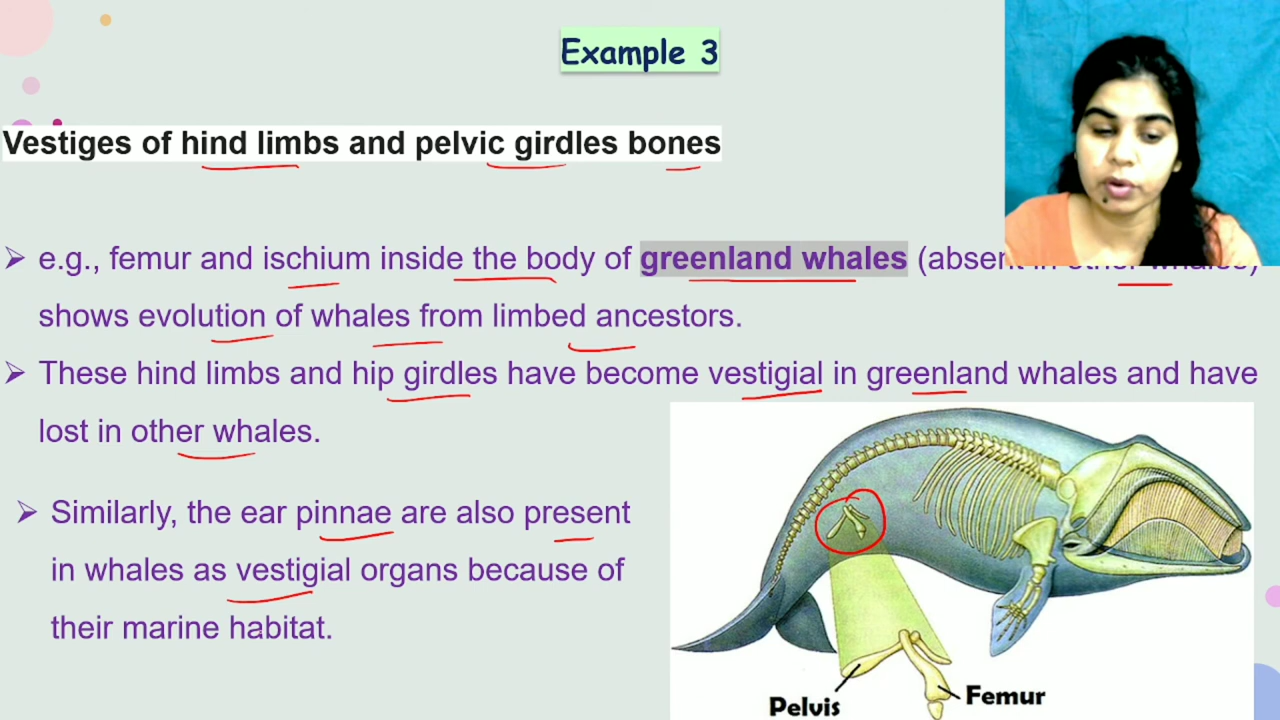 Example 3
Vestiges of hind limbs and pelvic girdles bones
➢ e.g., femur and ischium inside the body of greenland whales (absent in other whales)
shows evolution of whales from limbed ancestors.
➢ These hind limbs and hip girdles have become vestigial in greenland whales and have
lost in other whales.
➢ Similarly, the ear pinnae are also present
in whales as vestigial organs because of
their marine habitat.
Pelvis
Femur